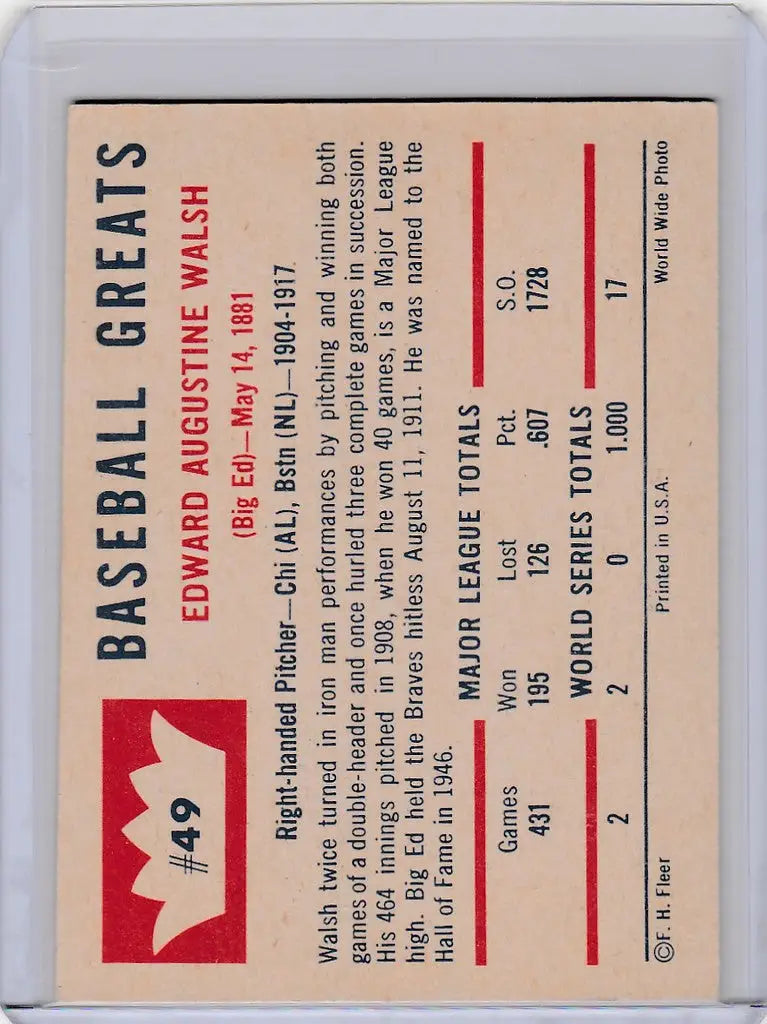 #49
BASEBALL GREATS
EDWARD AUGUSTINE WALSH
(Big Ed)—May 14, 1881
Right-handed Pitcher—Chi (AL), Bstn (NL)—1904-1917
Walsh twice turned in iron man performances by pitching and winning both
games of a double-header and once hurled three complete games in succession.
His 464 innings pitched in 1908, when he won 40 games, is a Major League
high. Big Ed held the Braves hitless August 11, 1911. He was named to the
Hall of Fame in 1946.
MAJOR LEAGUE TOTALS
Games Won Lost Pct. S.O.
431 195 126 .607 1728
WORLD SERIES TOTALS
2 2 0 1.000 17
©F. H. Fleer Printed in U.S.A. World Wide Photo